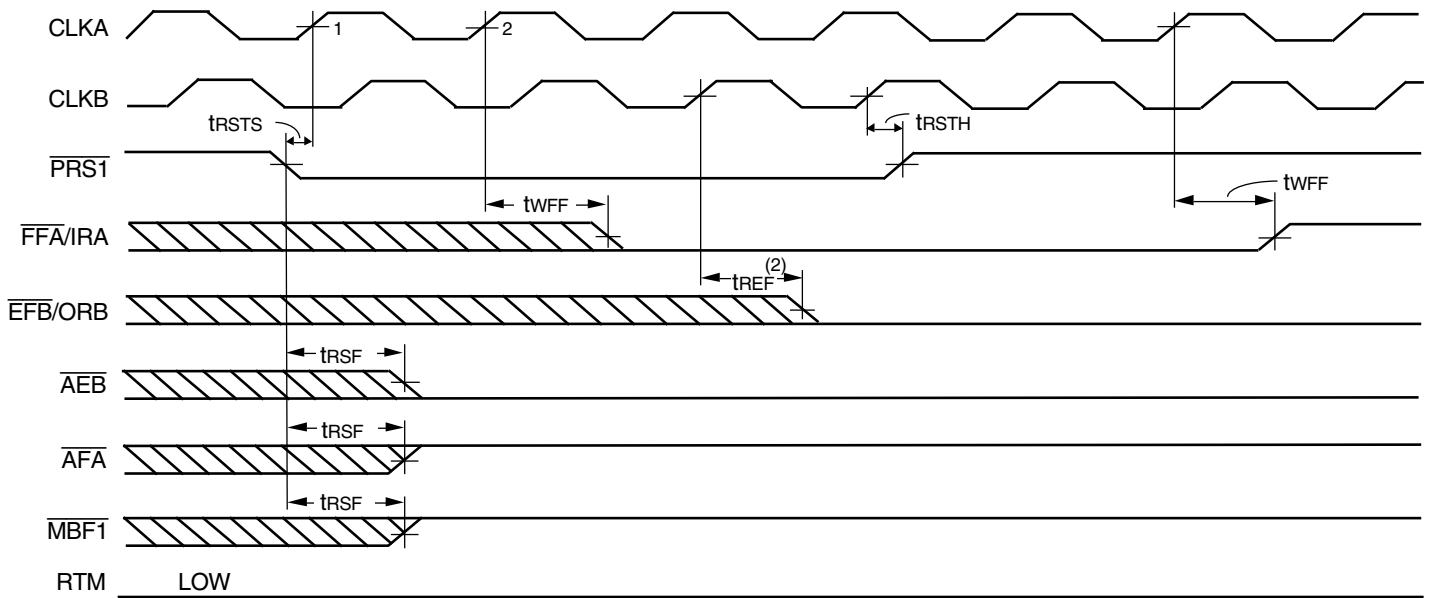 CLKA
1
2
CLKB
tRSTS
tRSTH
PRS1
tWFF
tWFF
FFA/IRA
tREF(2)
EFB/ORB
tRSF
AEB
tRSF
AFA
tRSF
MBF1
RTM LOW